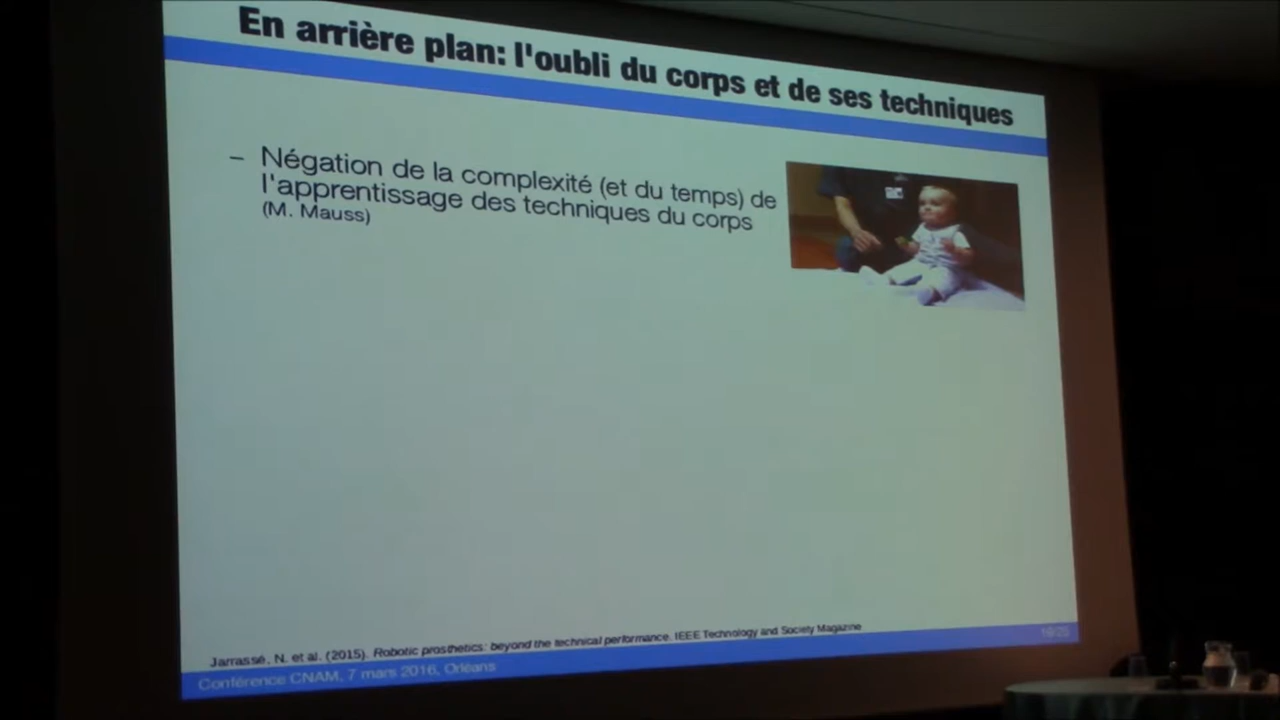 En arrière plan: l'oubli du corps et de ses techniques
– Négation de la complexité (et du temps) de
l'apprentissage des techniques du corps
(M. Mauss)
Jarrassé, N. et al. (2015). Robotic prosthetics: beyond the technical performance. IEEE Technology and Society Magazine
Conférence CNAM, 7 mars 2016, Orléans